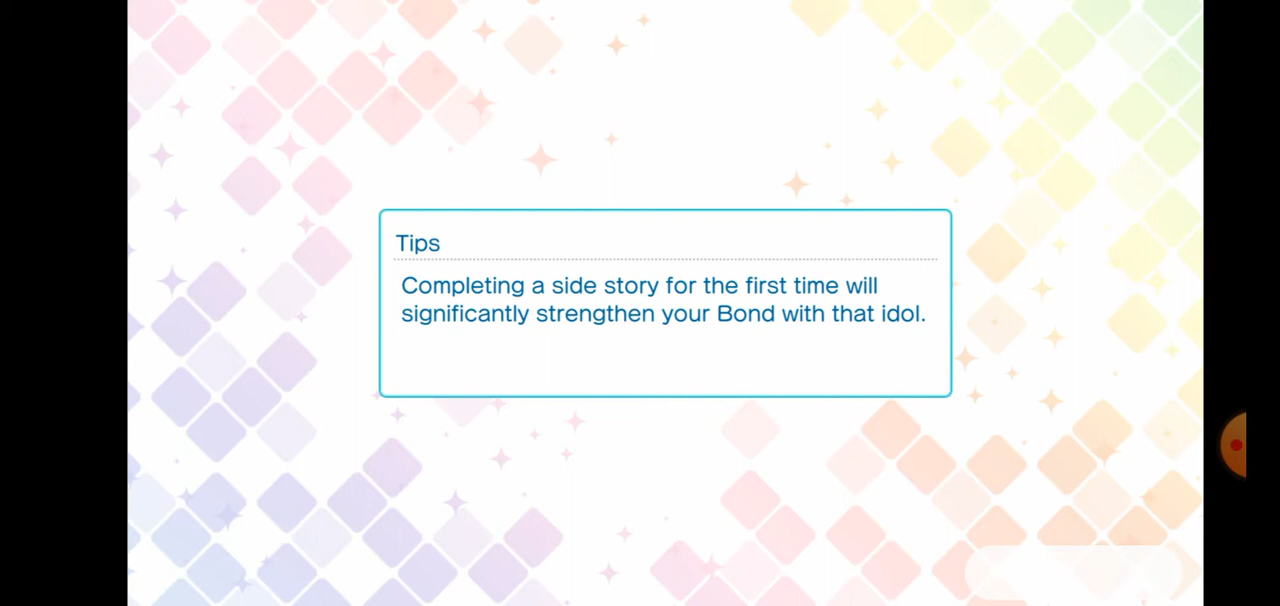 Tips
Completing a side story for the first time will
significantly strengthen your Bond with that idol.